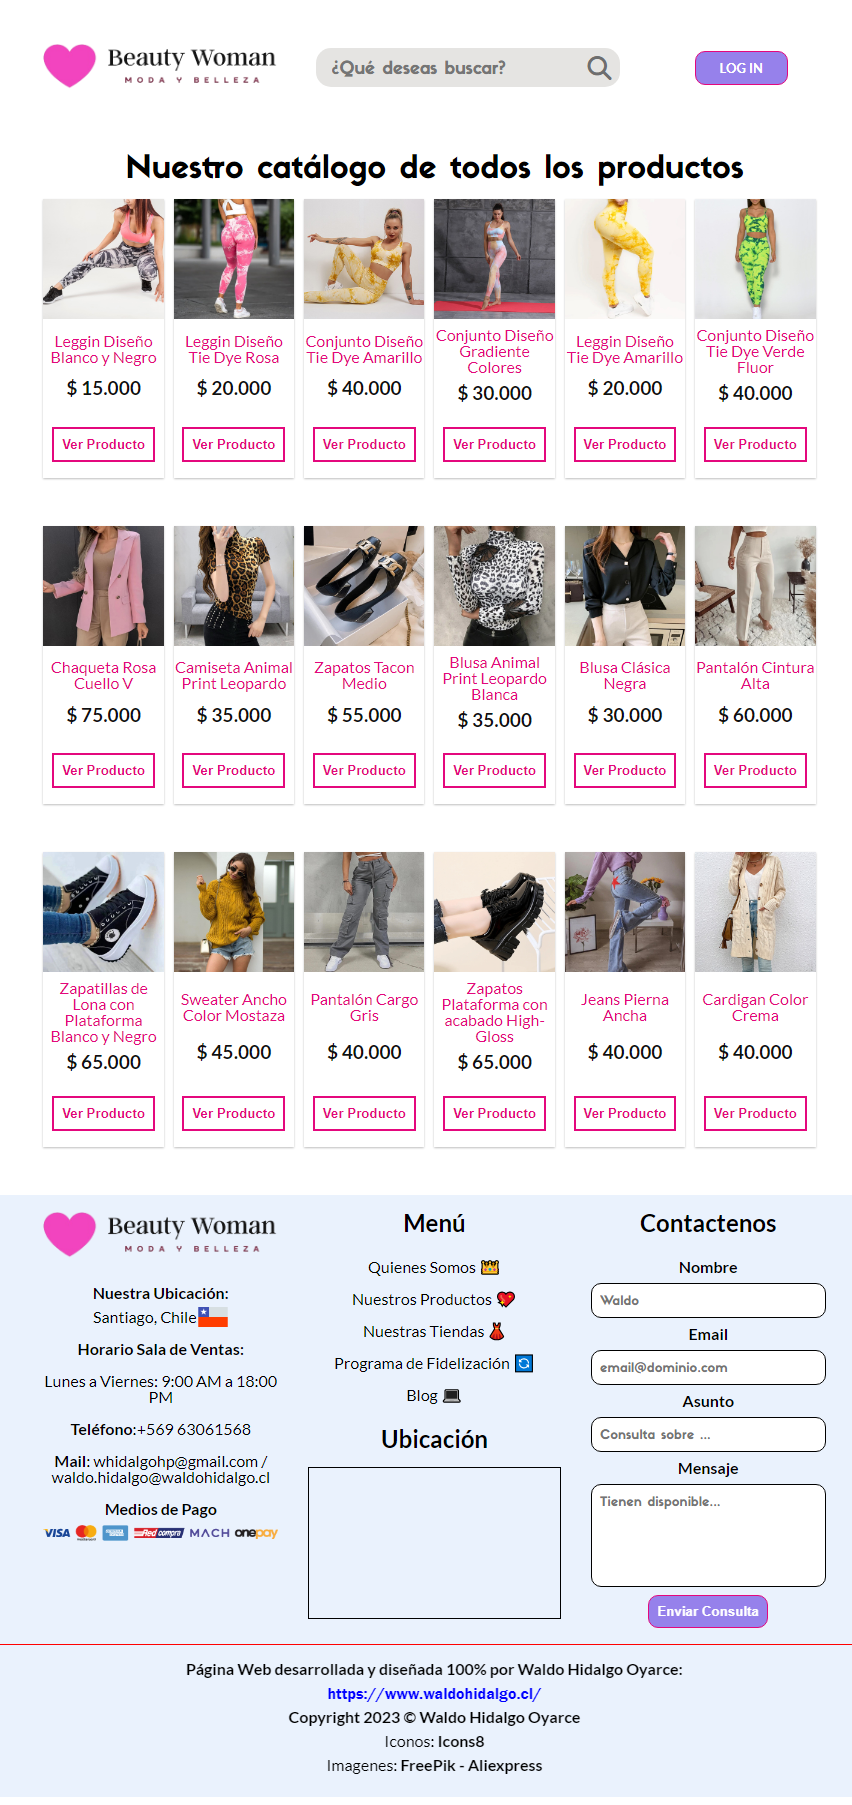 Beauty Woman
MODA Y BELLEZA
¿Qué deseas buscar?
LOG IN
Nuestro catálogo de todos los productos
Leggin Diseño
Blanco y Negro
$ 15.000
Ver Producto
Leggin Diseño
Tie Dye Rosa
$ 20.000
Ver Producto
Conjunto Diseño
Tie Dye Amarillo
$ 40.000
Ver Producto
Conjunto Diseño
Gradiente
Colores
$ 30.000
Ver Producto
Leggin Diseño
Tie Dye Amarillo
$ 20.000
Ver Producto
Conjunto Diseño
Tie Dye Verde
Fluor
$ 40.000
Ver Producto
Chaqueta Rosa
Cuello V
$ 75.000
Ver Producto
Camiseta Animal
Print Leopardo
$ 35.000
Ver Producto
Zapatos Tacon
Medio
$ 55.000
Ver Producto
Blusa Animal
Print Leopardo
Blanca
$ 35.000
Ver Producto
Blusa Clásica
Negra
$ 30.000
Ver Producto
Pantalón Cintura
Alta
$ 60.000
Ver Producto
Zapatillas de
Lona con
Plataforma
Blanco y Negro
$ 65.000
Ver Producto
Sweater Ancho
Color Mostaza
$ 45.000
Ver Producto
Pantalón Cargo
Gris
$ 40.000
Ver Producto
Zapatos
Plataforma con
acabado High-
Gloss
$ 65.000
Ver Producto
Jeans Pierna
Ancha
$ 40.000
Ver Producto
Cardigan Color
Crema
$ 40.000
Ver Producto
Beauty Woman
MODA Y BELLEZA
Nuestra Ubicación:
Santiago, Chile
Horario Sala de Ventas:
Lunes a Viernes: 9:00 AM a 18:00
PM
Teléfono:+569 63061568
Mail: whidalgohp@gmail.com /
waldo.hidalgo@waldohidalgo.cl
Medios de Pago
VISA
Red compra MACH onepay
Menú
Quienes Somos
Nuestros Productos
Nuestras Tiendas
Programa de Fidelización
Blog
Ubicación
Contactenos
Nombre
Waldo
Email
email@dominio.com
Asunto
Consulta sobre ...
Mensaje
Tienen disponible...
Enviar Consulta
Página Web desarrollada y diseñada 100% por Waldo Hidalgo Oyarce:
https://www.waldohidalgo.cl/
Copyright 2023 © Waldo Hidalgo Oyarce
Iconos: Icons8
Imagenes: FreePik - Aliexpress